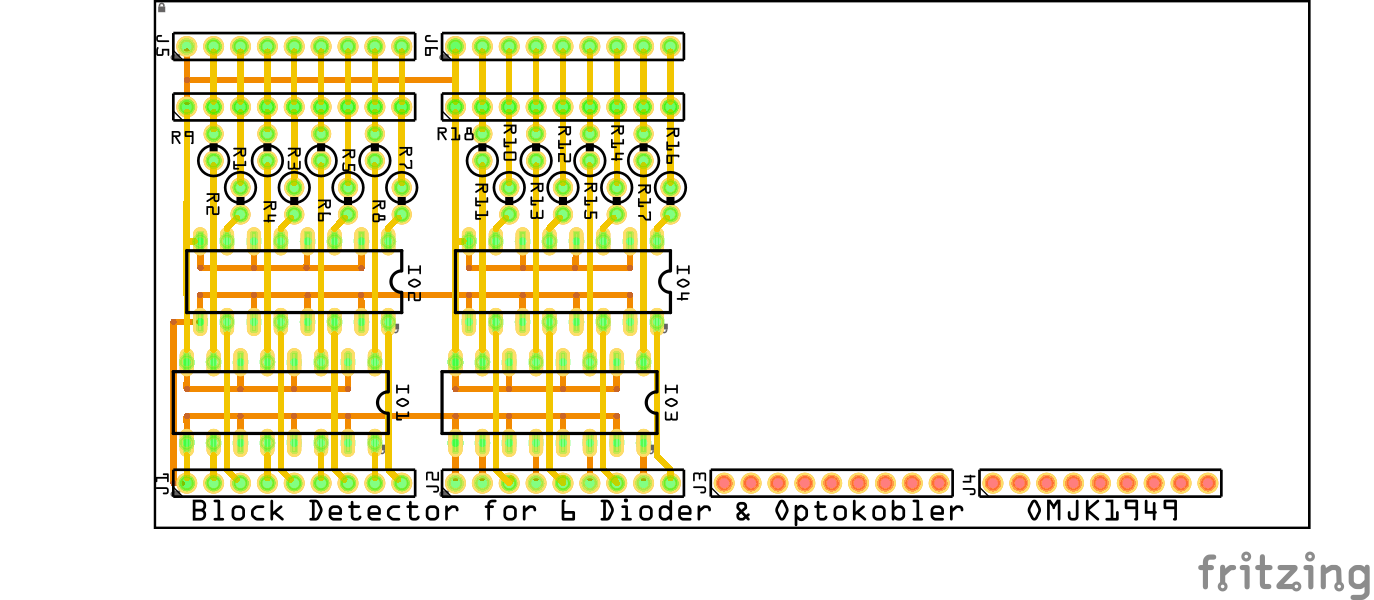 J5
J6
R9
R18
R1
R3
R5
R7
R10
R12
R14
R16
R2
R4
R6
R8
R11
R13
R15
R17
IO2
IO4
IO1
IO3
J1
J2
J3
J4
Block Detector for 6 Dioder & Optokobler
OMJK1949
fritzing